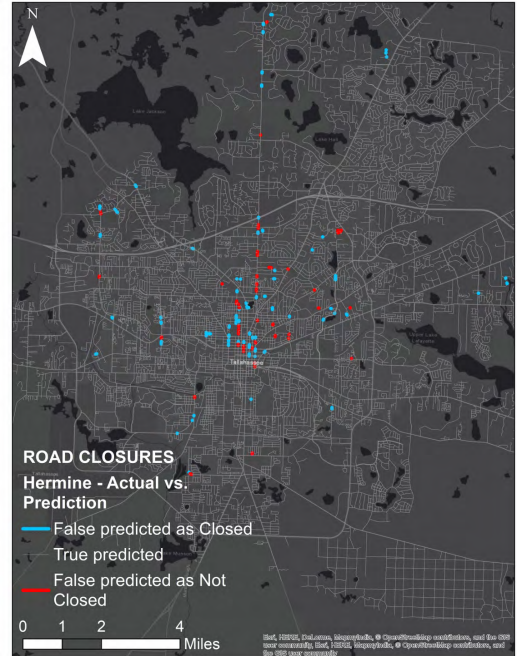 N
Lake Jackson
Tallahassee
ROAD CLOSURES
Hermine - Actual vs.
Prediction
False predicted as Closed
True predicted
False predicted as Not
Closed
0 1 2 4
Miles
Esri, HERE, DeLorme, MapmyIndia, © OpenStreetMap contributors, and the GIS
user community, Esri, HERE, MapmyIndia, © OpenStreetMap contributors, and
the GIS user community